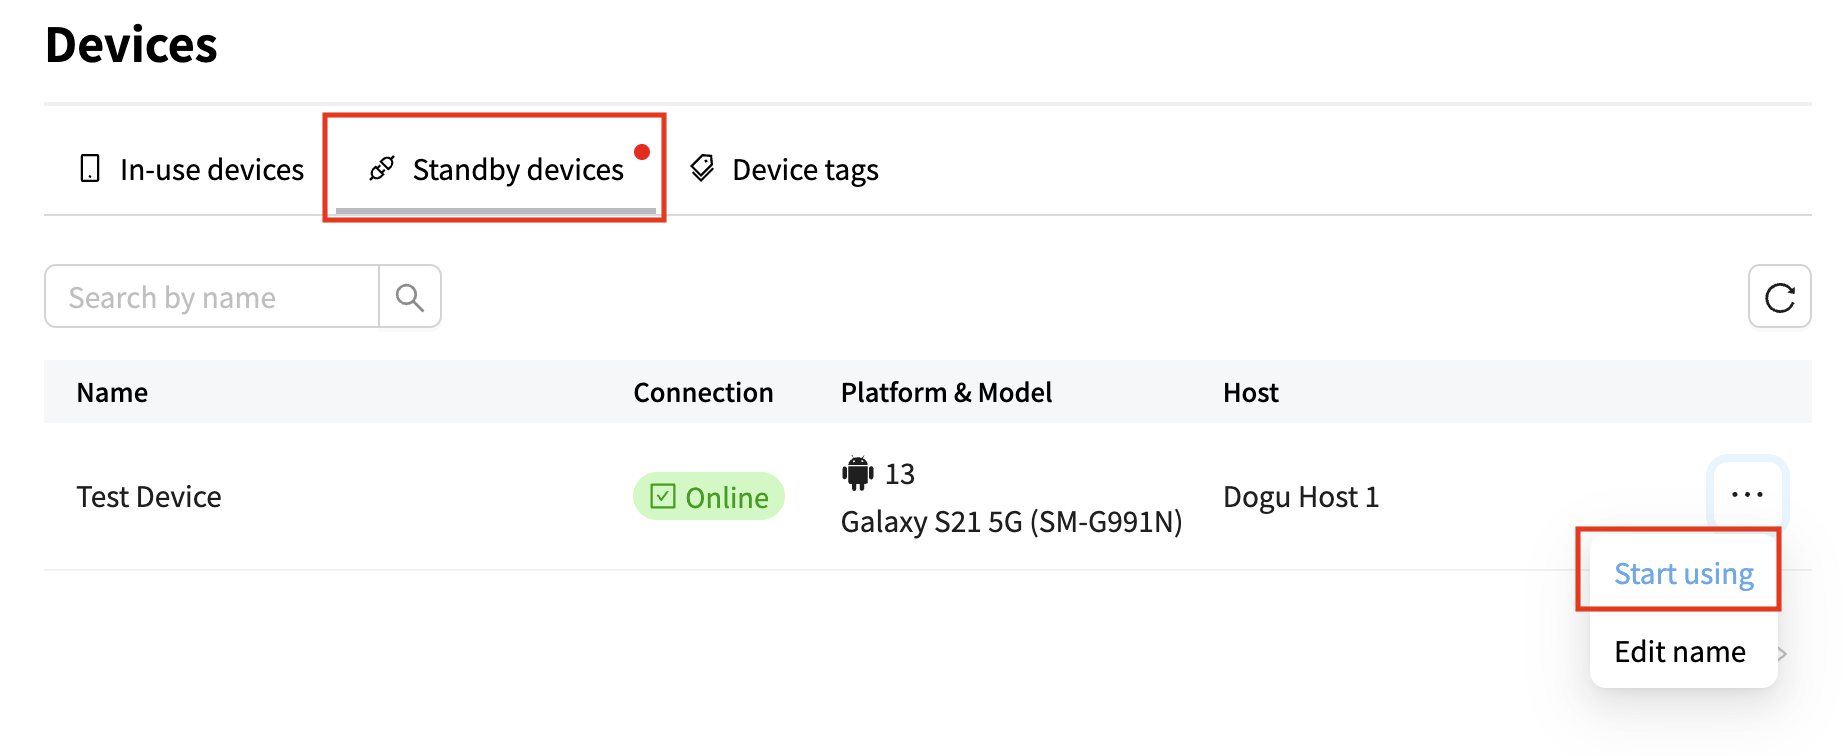 Devices
In-use devices
Standby devices
Device tags
Search by name
Name
Connection
Platform & Model
Host
Test Device
Online
13
Galaxy S21 5G (SM-G991N)
Dogu Host 1
Start using
Edit name